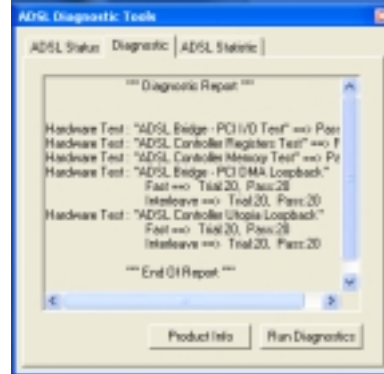 ADSL Diagnostic Tools
ADSL Status Diagnostic ADSL Statistic
*** Diagnostic Report ***
Hardware Test : "ADSL Bridge - PCI I/O Test" ==> Pass
Hardware Test : "ADSL Controller Registers Test" ==> P
Hardware Test : "ADSL Controller Memory Test" ==> Pa
Hardware Test : "ADSL Bridge - PCI DMA Loopback"
Fast ==> Trial:20, Pass:20
Interleave ==> Trial:20, Pass:20
Hardware Test : "ADSL Controller Utopia Loopback"
Fast ==> Trial:20, Pass:20
Interleave ==> Trial:20, Pass:20
*** End Of Report ***
Product Info Run Diagnostics